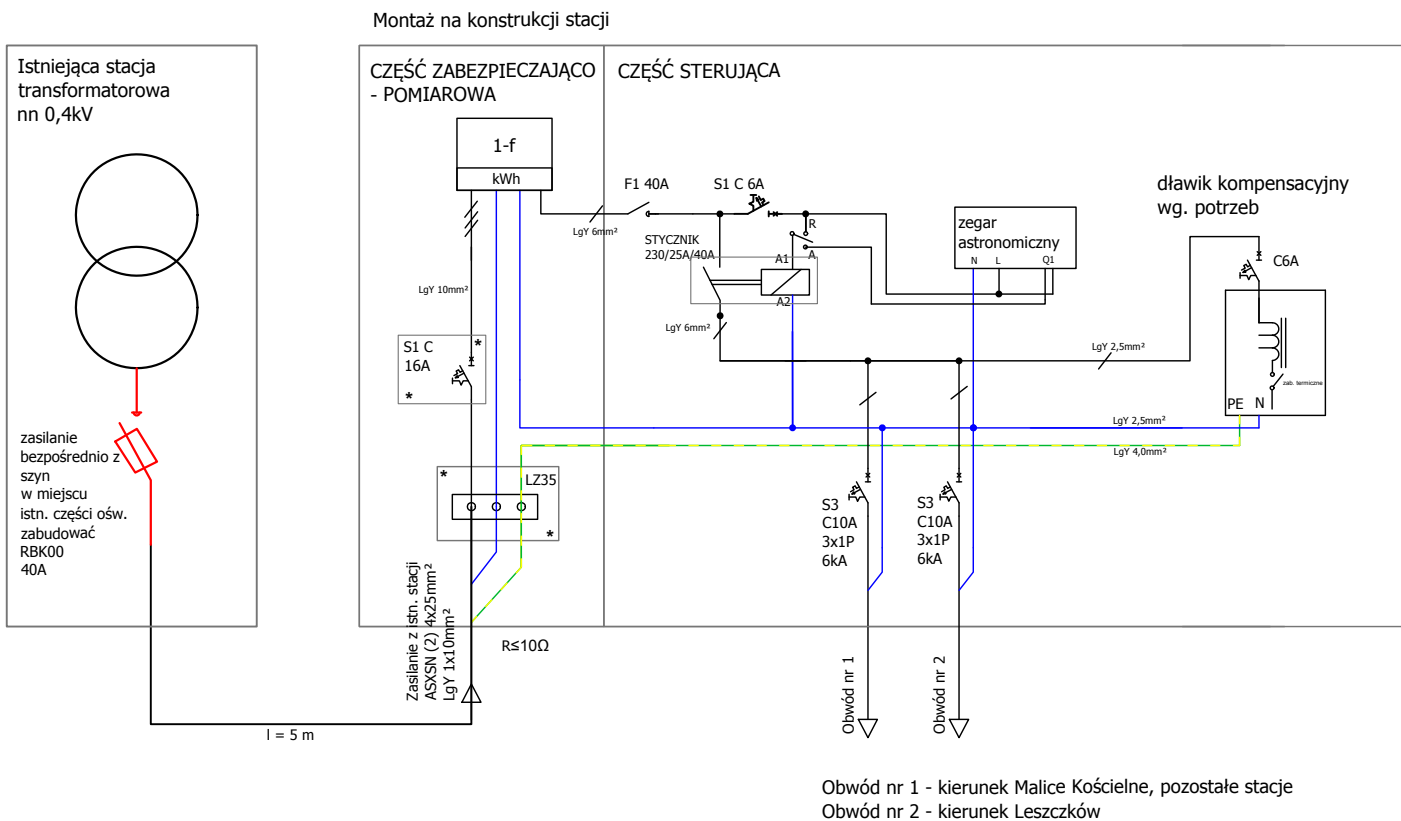 Montaż na konstrukcji stacji
Istniejąca stacja
transformatorowa
nn 0,4kV
zasilanie
bezpośrednio z
szyn
w miejscu
istn. części ośw.
zabudować
RBK00
40A
l = 5 m
CZĘŚĆ ZABEZPIECZAJĄCO
- POMIAROWA
1-f
kWh
LgY 10mm²
S1 C
16A
*
*
*
LZ35
*
Zasilanie z istn. stacji
ASXSN (2) 4x25mm²
LgY 1x10mm²
R≤10Ω
CZĘŚĆ STERUJĄCA
F1 40A
S1 C 6A
LgY 6mm²
STYCZNIK
230/25A/40A
R
A
A1
A2
LgY 6mm²
zegar
astronomiczny
N L Q1
dławik kompensacyjny
wg. potrzeb
C6A
LgY 2,5mm²
zab. termiczne
PE N
LgY 2,5mm²
LgY 4,0mm²
S3
C10A
3x1P
6kA
S3
C10A
3x1P
6kA
Obwód nr 1
Obwód nr 2
Obwód nr 1 - kierunek Malice Kościelne, pozostałe stacje
Obwód nr 2 - kierunek Leszczków